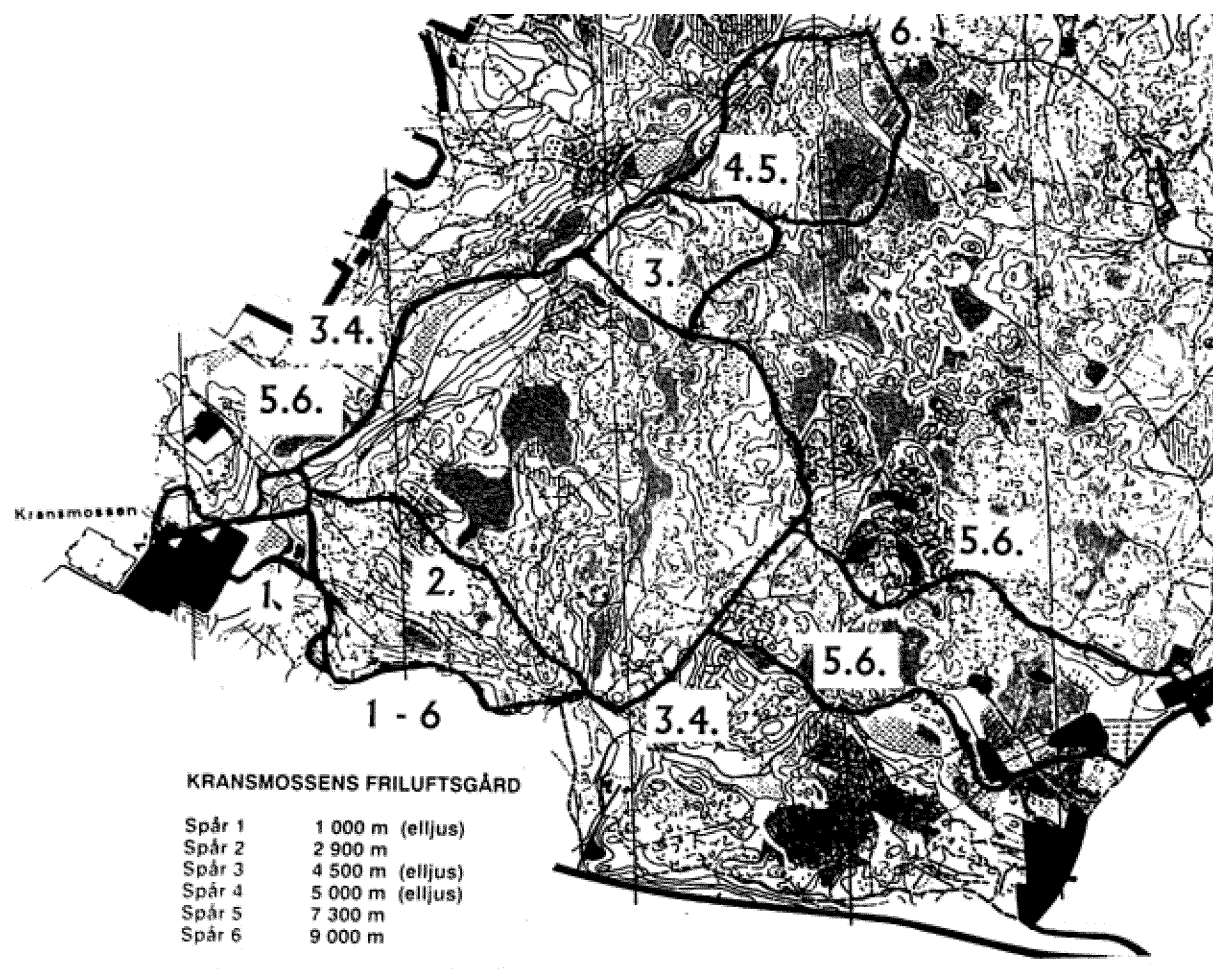 6.
4.5.
3.
3.4.
5.6.
Kransmossen
5.6.
1.
2.
5.6.
1 - 6
3.4.
KRANSMOSSENS FRILUFTSGÅRD
Spår 1 1 000 m (elljus)
Spår 2 2 900 m
Spår 3 4 500 m (elljus)
Spår 4 5 000 m (elljus)
Spår 5 7 300 m
Spår 6 9 000 m